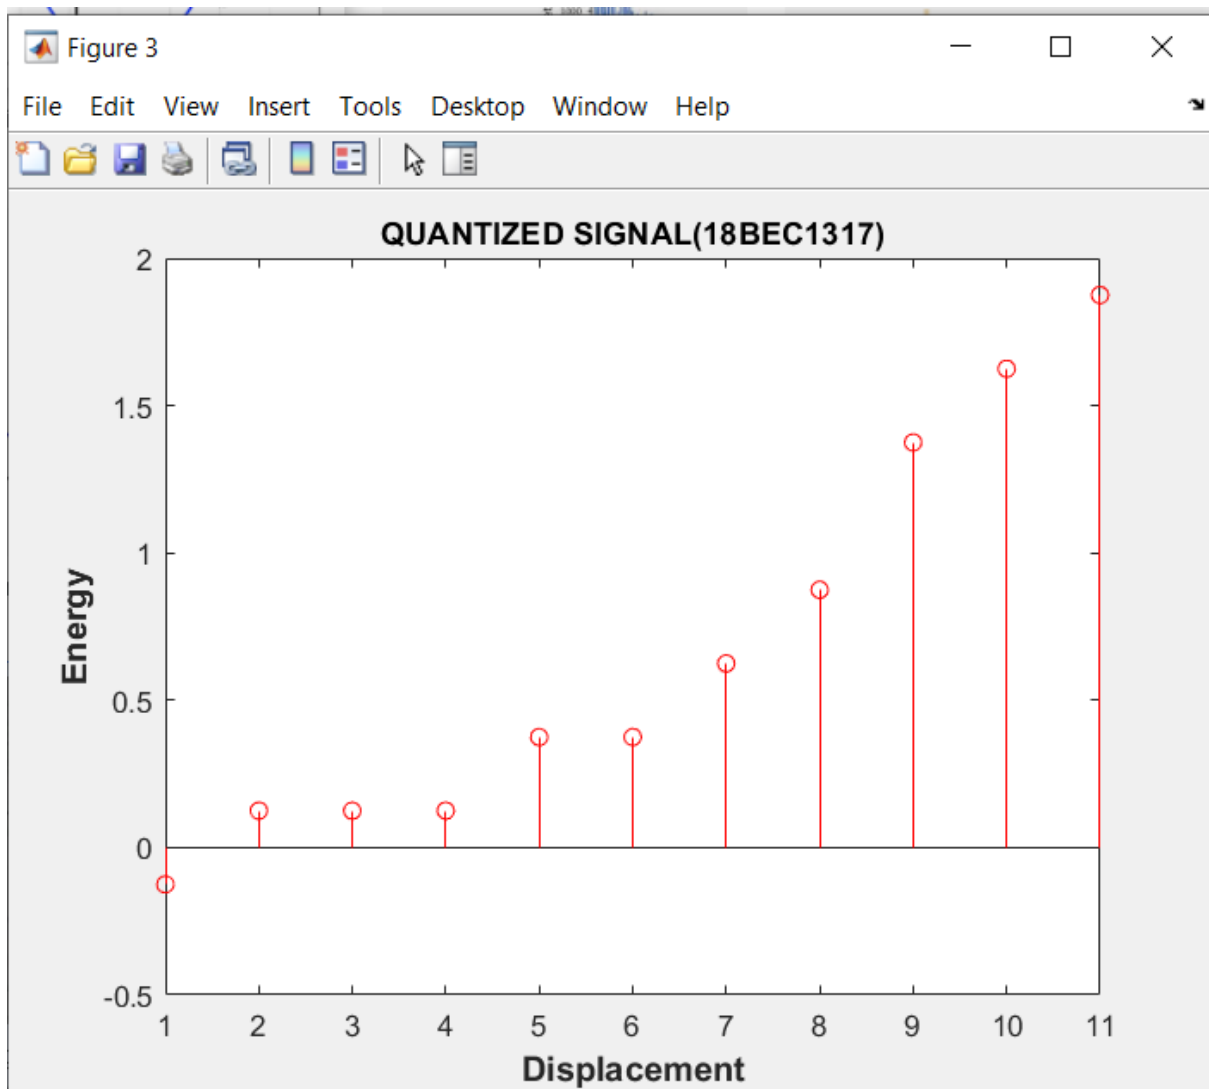 Figure 3
File Edit View Insert Tools Desktop Window Help
QUANTIZED SIGNAL(18BEC1317)
2
1.5
1
0.5
0
-0.5
Energy
1 2 3 4 5 6 7 8 9 10 11
Displacement